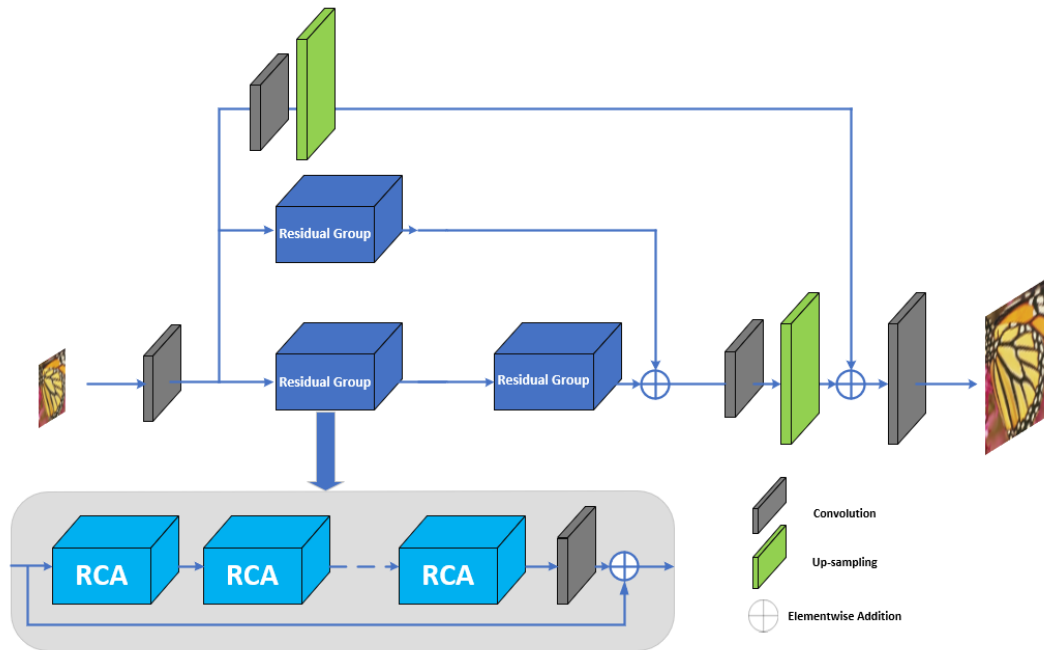 Residual Group
Residual Group
Residual Group
RCA
RCA
RCA
Convolution
Up-sampling
Elementwise Addition